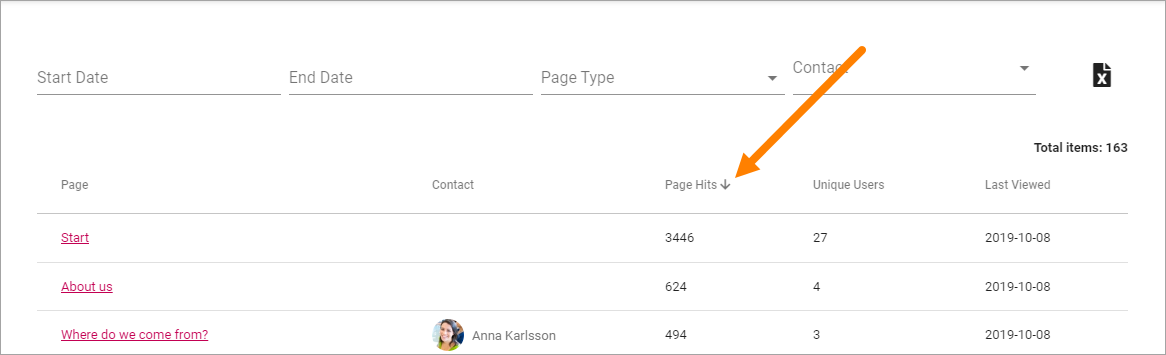 Start Date End Date Page Type Contact
Total items: 163
Page Contact Page Hits Unique Users Last Viewed
Start 3446 27 2019-10-08
About us 624 4 2019-10-08
Where do we come from? Anna Karlsson 494 3 2019-10-08